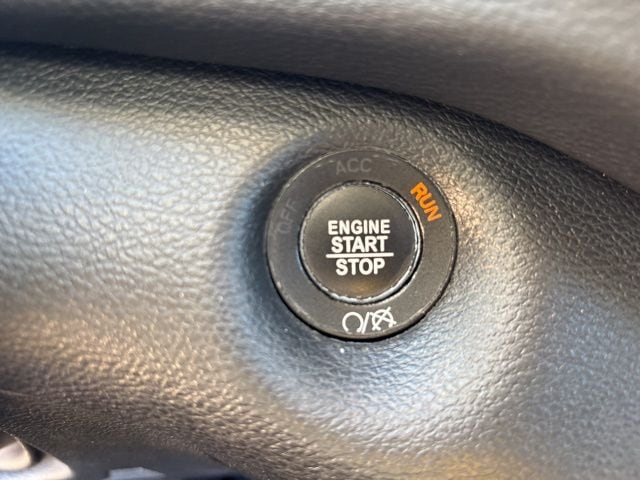 OFF
ACC
RUN
ENGINE
START
STOP